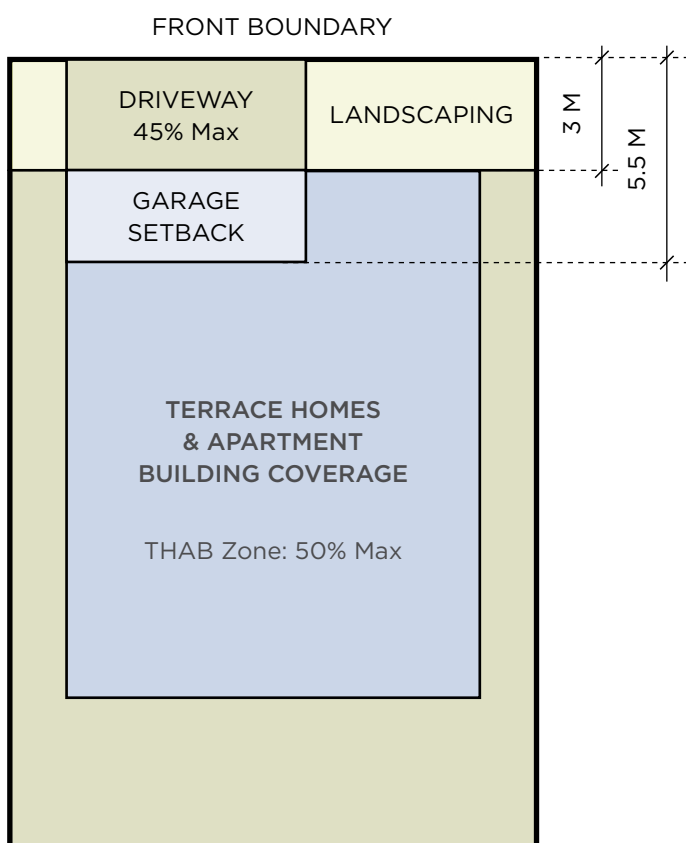 FRONT BOUNDARY
DRIVEWAY
45% Max
LANDSCAPING
3 M
5.5 M
GARAGE
SETBACK
TERRACE HOMES
& APARTMENT
BUILDING COVERAGE
THAB Zone: 50% Max